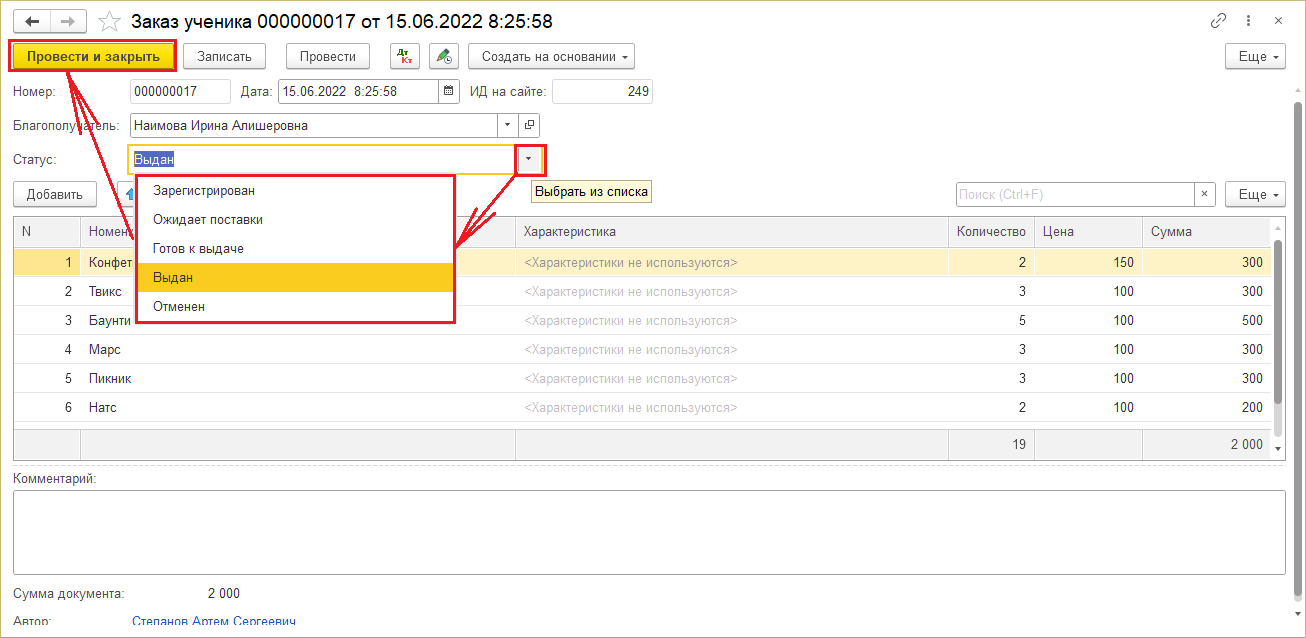 Заказ ученика 000000017 от 15.06.2022 8:25:58
Провести и закрыть Записать Провести Дт Кт Создать на основании Еще
Номер: 000000017 Дата: 15.06.2022 8:25:58 ИД на сайте: 249
Благополучатель: Наимова Ирина Алишеровна
Статус: Выдан
Добавить Выбрать из списка Поиск (Ctrl+F) × Еще
Зарегистрирован
Ожидает поставки
Готов к выдаче
Выдан
Отменен
N Номен Характеристика Количество Цена Сумма
1 Конфет <Характеристики не используются> 2 150 300
2 Твикс <Характеристики не используются> 3 100 300
3 Баунти <Характеристики не используются> 5 100 500
4 Марс <Характеристики не используются> 3 100 300
5 Пикник <Характеристики не используются> 3 100 300
6 Натс <Характеристики не используются> 2 100 200
19 2 000
Комментарий:
Сумма документа: 2 000
Автор: Степанов Артем Сергеевич